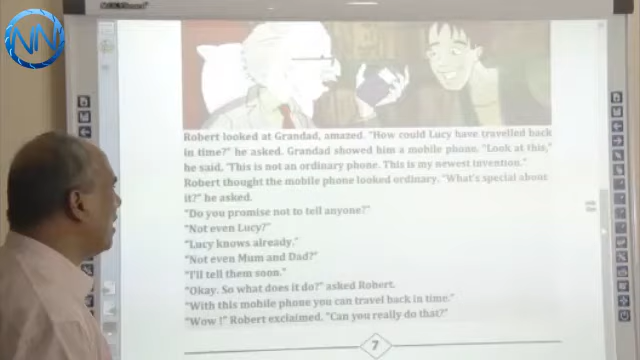 NN
Robert looked at Grandad, amazed. "How could Lucy have travelled back
in time?" he asked. Grandad showed him a mobile phone. "Look at this,"
he said. "This is not an ordinary phone. This is my newest invention."
Robert thought the mobile phone looked ordinary. "What's special about
it?" he asked.
"Do you promise not to tell anyone?"
"Not even Lucy?"
"Lucy knows already."
"Not even Mum and Dad?"
"I'll tell them soon."
"Okay. So what does it do?" asked Robert.
"With this mobile phone you can travel back in time."
"Wow !" Robert exclaimed. "Can you really do that?"
7